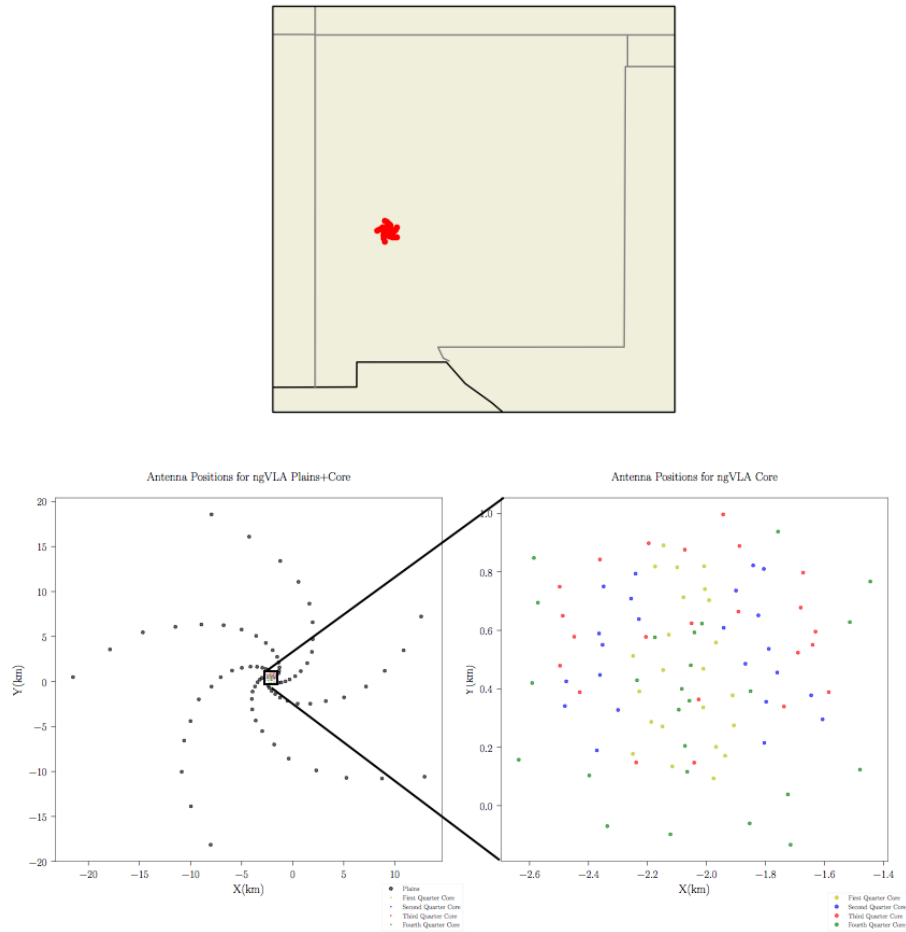 Antenna Positions for ngVLA Plains+Core
20
15
10
5
0
−5
−10
−15
−20
Y(km)
−20
−15
−10
−5
0
5
10
X(km)
Plains
First Quarter Core
Second Quarter Core
Third Quarter Core
Fourth Quarter Core
Antenna Positions for ngVLA Core
1.0
0.8
0.6
0.4
0.2
0.0
Y(km)
−2.6
−2.4
−2.2
−2.0
−1.8
−1.6
−1.4
X(km)
First Quarter Core
Second Quarter Core
Third Quarter Core
Fourth Quarter Core